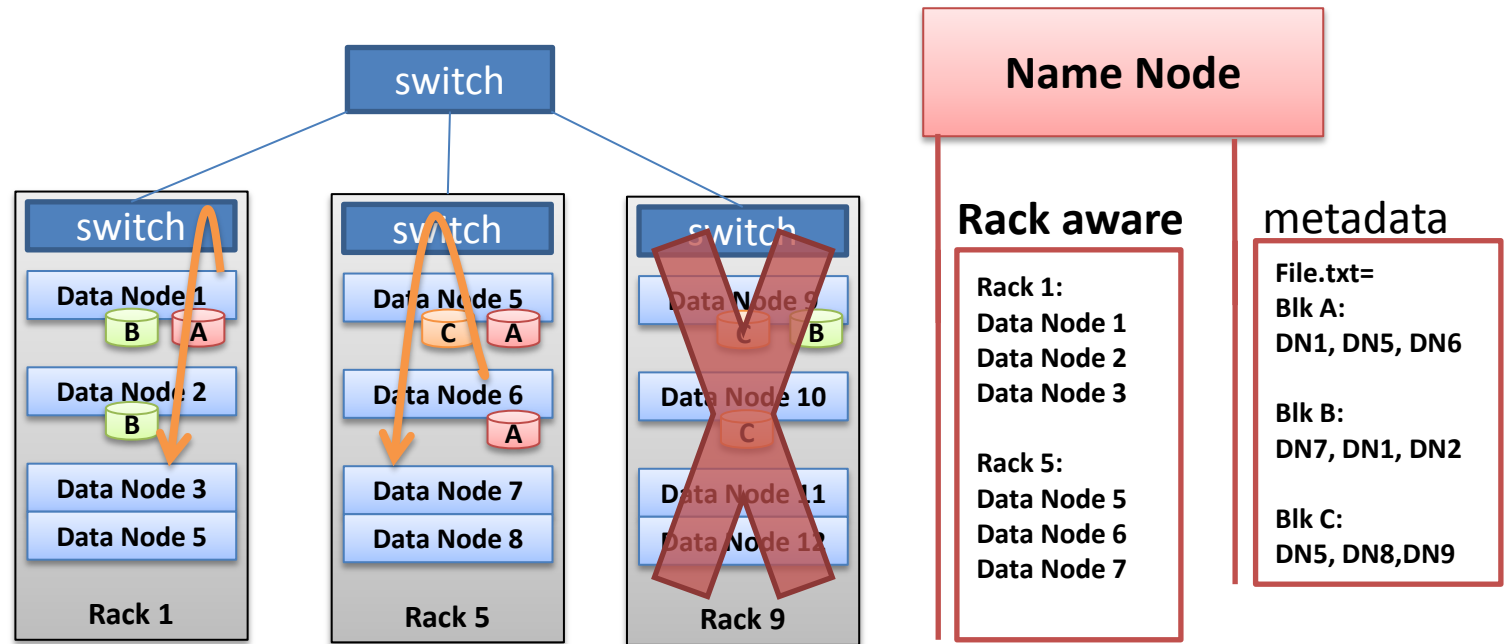 switch
switch
Data Node 1
B A
Data Node 2
B
Data Node 3
Data Node 5
Rack 1
switch
Data Node 5
C A
Data Node 6
A
Data Node 7
Data Node 8
Rack 5
switch
Data Node 9
C B
Data Node 10
C
Data Node 11
Data Node 12
Rack 9
Name Node
Rack aware
Rack 1:
Data Node 1
Data Node 2
Data Node 3
Rack 5:
Data Node 5
Data Node 6
Data Node 7
metadata
File.txt=
Blk A:
DN1, DN5, DN6
Blk B:
DN7, DN1, DN2
Blk C:
DN5, DN8,DN9